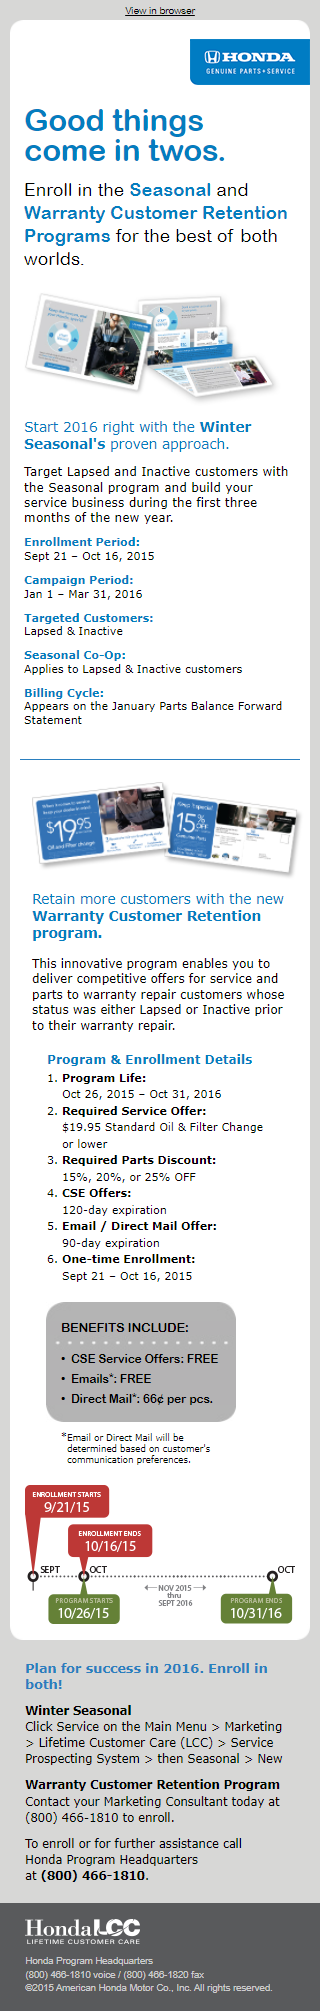 View in browser
HONDA
GENUINE PARTS+SERVICE
Good things
come in twos.
Enroll in the Seasonal and
Warranty Customer Retention
Programs for the best of both
worlds.
Start 2016 right with the Winter
Seasonal's proven approach.
Target Lapsed and Inactive customers with
the Seasonal program and build your
service business during the first three
months of the new year.
Enrollment Period:
Sept 21 – Oct 16, 2015
Campaign Period:
Jan 1 – Mar 31, 2016
Targeted Customers:
Lapsed & Inactive
Seasonal Co-Op:
Applies to Lapsed & Inactive customers
Billing Cycle:
Appears on the January Parts Balance Forward
Statement
$19.95
Oil and Filter change
15%
OFF
Retain more customers with the new
Warranty Customer Retention
program.
This innovative program enables you to
deliver competitive offers for service and
parts to warranty repair customers whose
status was either Lapsed or Inactive prior
to their warranty repair.
Program & Enrollment Details
1. Program Life:
Oct 26, 2015 – Oct 31, 2016
2. Required Service Offer:
$19.95 Standard Oil & Filter Change
or lower
3. Required Parts Discount:
15%, 20%, or 25% OFF
4. CSE Offers:
120-day expiration
5. Email / Direct Mail Offer:
90-day expiration
6. One-time Enrollment:
Sept 21 – Oct 16, 2015
BENEFITS INCLUDE:
• CSE Service Offers: FREE
• Emails*: FREE
• Direct Mail*: 66¢ per pcs.
*Email or Direct Mail will be
determined based on customer's
communication preferences.
ENROLLMENT STARTS
9/21/15
ENROLLMENT ENDS
10/16/15
SEPT OCT OCT
NOV 2015
thru
SEPT 2016
PROGRAM STARTS
10/26/15
PROGRAM ENDS
10/31/16
Plan for success in 2016. Enroll in
both!
Winter Seasonal
Click Service on the Main Menu > Marketing
> Lifetime Customer Care (LCC) > Service
Prospecting System > then Seasonal > New
Warranty Customer Retention Program
Contact your Marketing Consultant today at
(800) 466-1810 to enroll.
To enroll or for further assistance call
Honda Program Headquarters
at (800) 466-1810.
HondaLCC
LIFETIME CUSTOMER CARE
Honda Program Headquarters
(800) 466-1810 voice / (800) 466-1820 fax
©2015 American Honda Motor Co., Inc. All rights reserved.